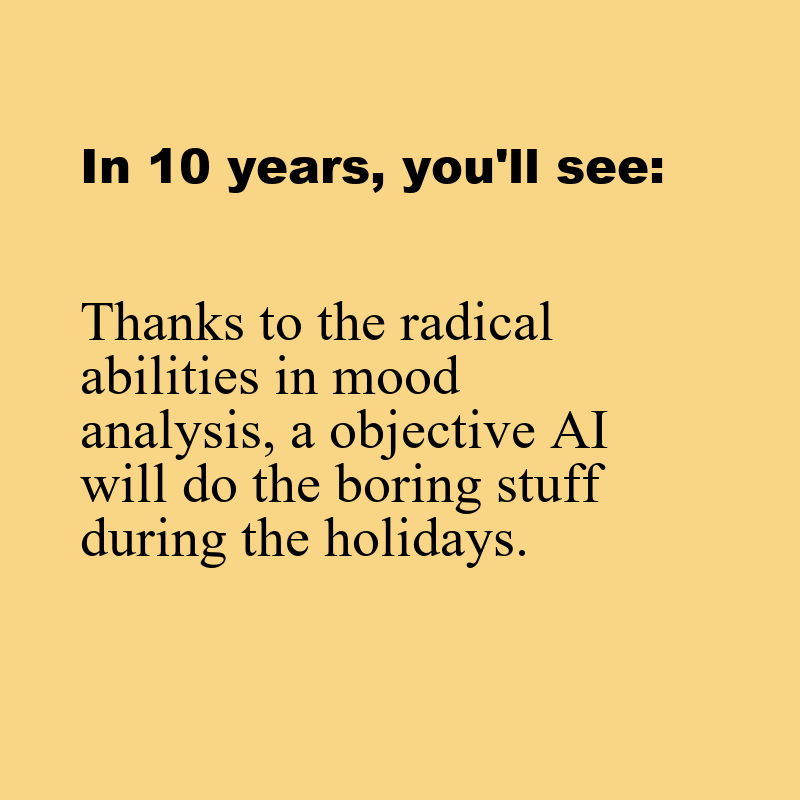 In 10 years, you'll see:
Thanks to the radical
abilities in mood
analysis, a objective AI
will do the boring stuff
during the holidays.